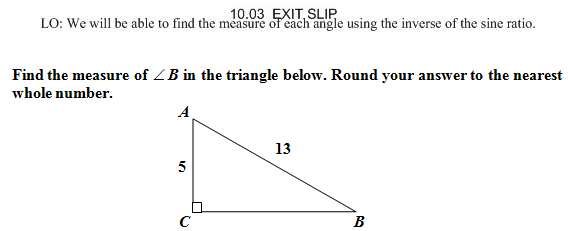 10.03 EXIT SLIP
LO: We will be able to find the measure of each angle using the inverse of the sine ratio.
Find the measure of ∠B in the triangle below. Round your answer to the nearest
whole number.
A
13
5
C
B